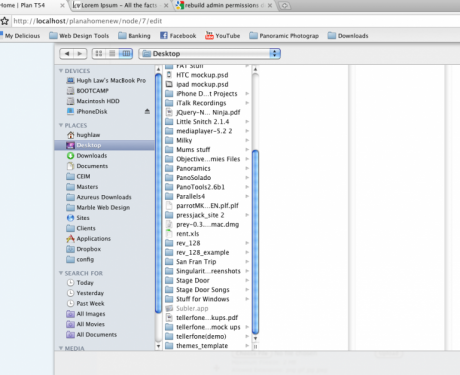 Home | Plan T54
Lorem Ipsum - All the facts
rebuild admin permissions d
http://localhost/planahomenew/node/7/edit
My Delicious
Web Design Tools
Banking
Facebook
YouTube
Panoramic Photograp
Downloads
Desktop
DEVICES
Hugh Law's MacBook Pro
BOOTCAMP
Macintosh HDD
iPhoneDisk
PLACES
hughlaw
Desktop
Downloads
Documents
CEIM
Masters
Azureus Downloads
Marble Web Design
Sites
Clients
Applications
Dropbox
config
SEARCH FOR
Today
Yesterday
Past Week
All Images
All Movies
All Documents
MEDIA
FRT Stuff
HTC mockup.psd
ipad mockup.psd
iPhone D...t Projects
iTalk Recordings
jQuery-N... Ninja.pdf
Little Snitch 2.1.4
mediaplayer-5.2 2
Milky
Mums stuff
Objective...mies Files
Panoramics
PanoSolado
PanoTools2.6b1
Parallels4
parrotMK...EN.plf.plf
pressjack_site 2
prey-0.3....mac.dmg
rent.xls
rev_128
rev_128_example
San Fran Trip
Singularit...reenshots
Stage Door
Stage Door Songs
Stuff for Windows
Subler.app
tellerfone...kups.pdf
tellerfone...mock ups
tellerfone(demo)
themes_template